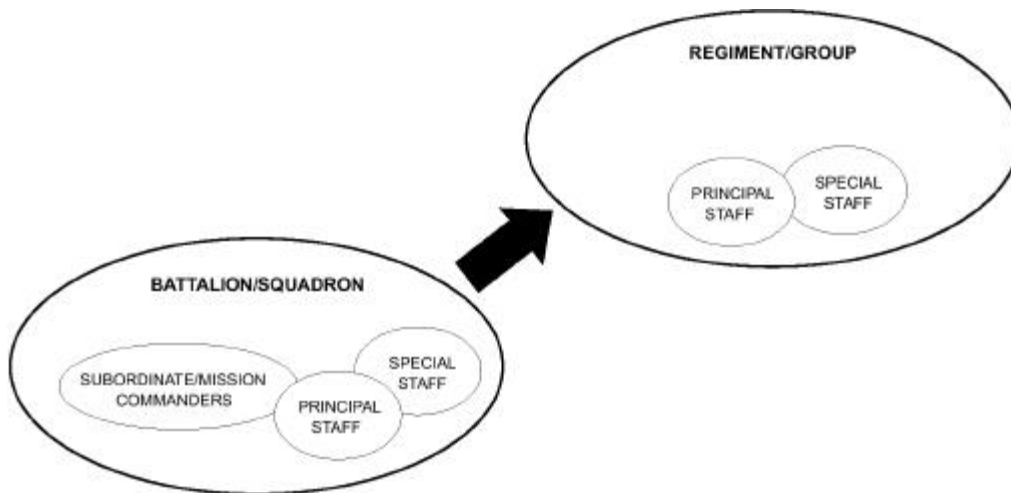 REGIMENT/GROUP
PRINCIPAL
STAFF
SPECIAL
STAFF
BATTALION/SQUADRON
SUBORDINATE/MISSION
COMMANDERS
PRINCIPAL
STAFF
SPECIAL
STAFF